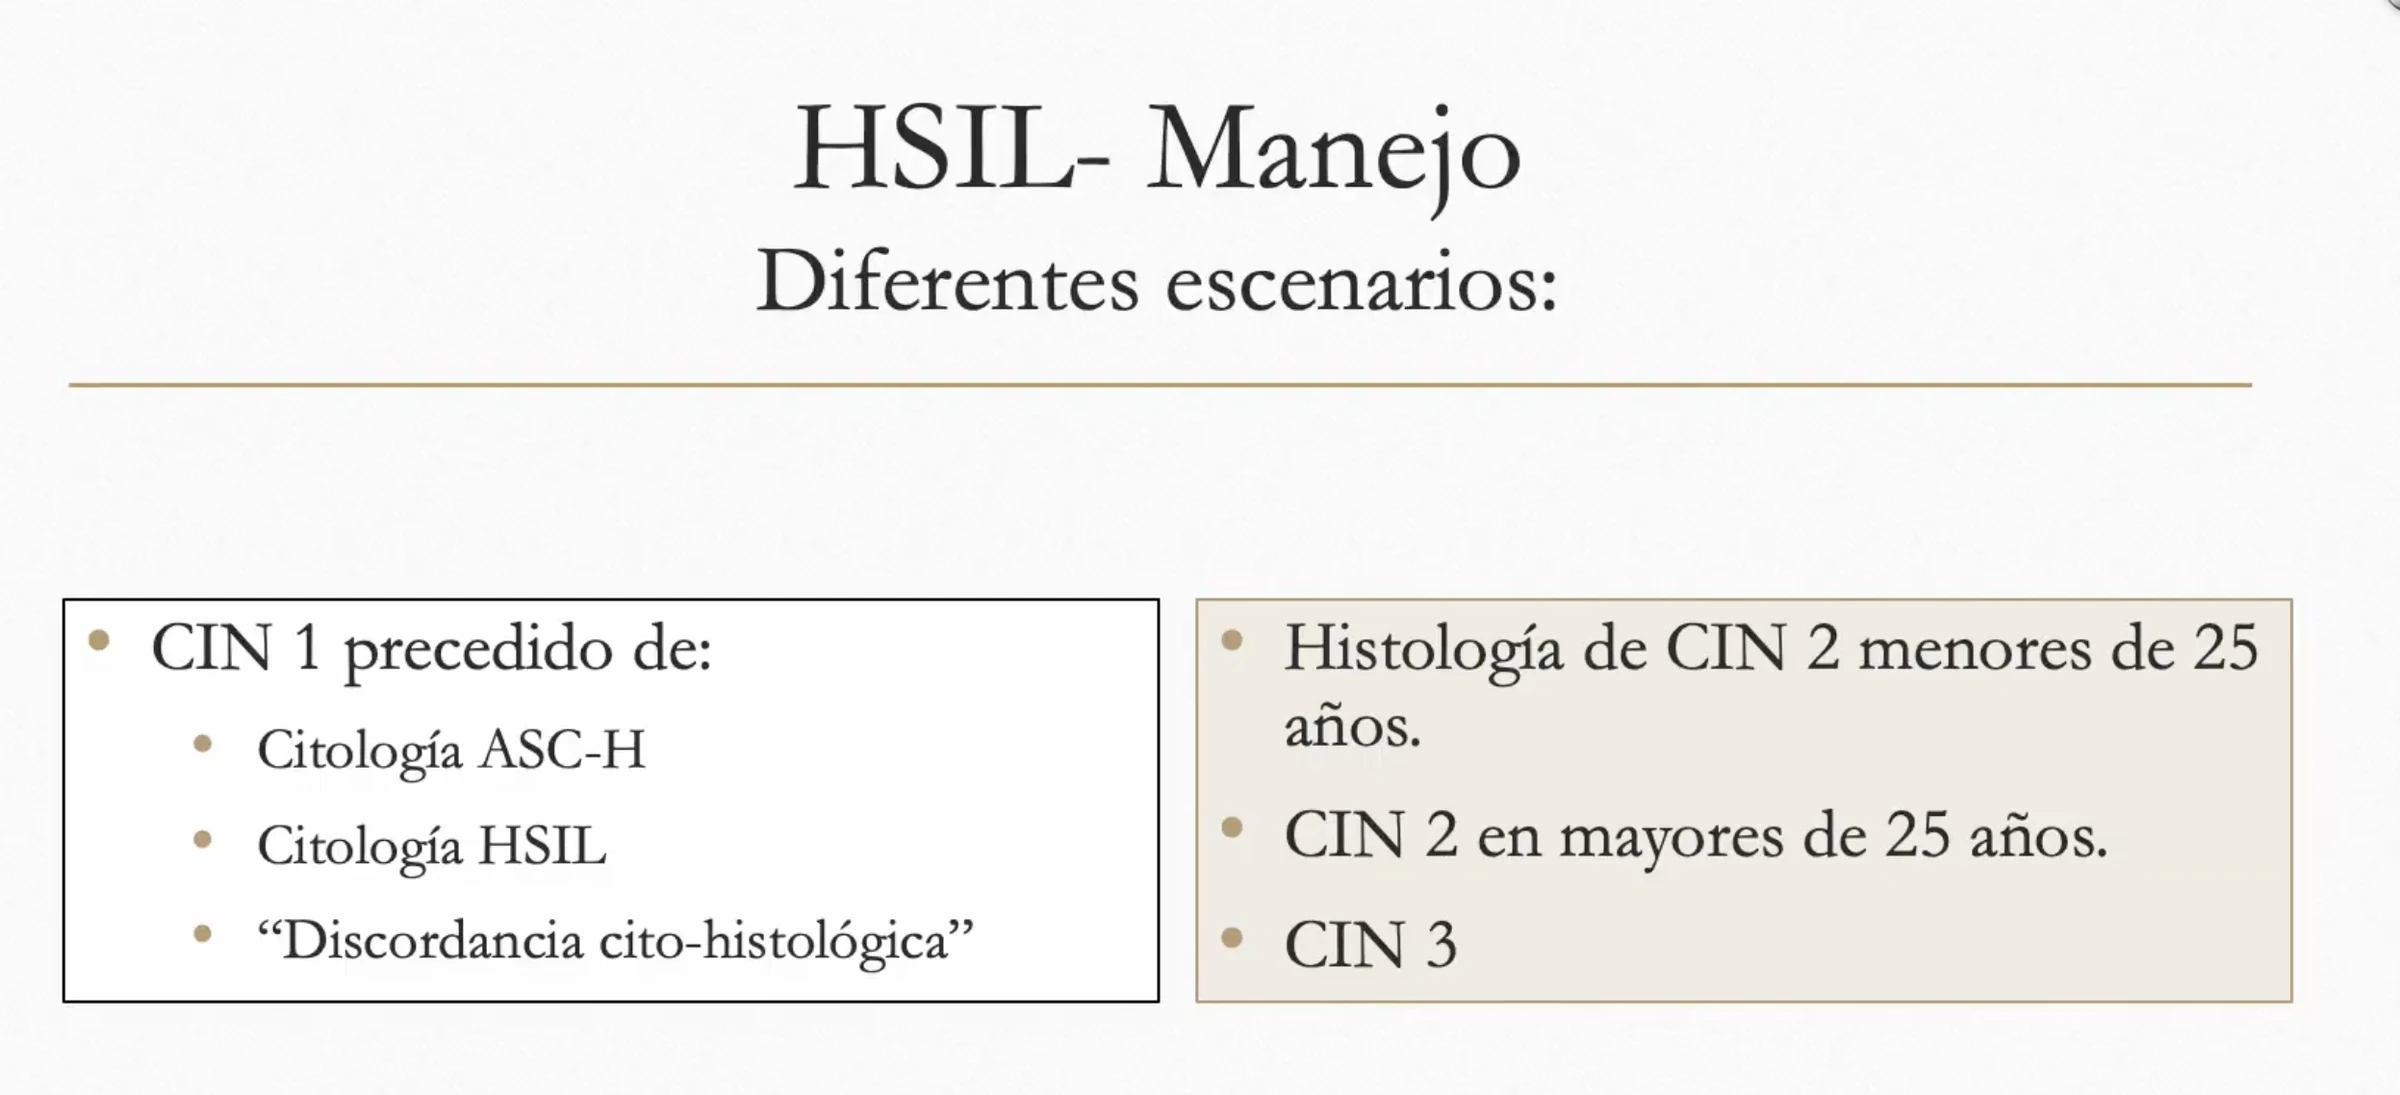 HSIL- Manejo
Diferentes escenarios:
CIN 1 precedido de:
Citología ASC-H
Citología HSIL
“Discordancia cito-histológica”
Histología de CIN 2 menores de 25
años.
CIN 2 en mayores de 25 años.
CIN 3